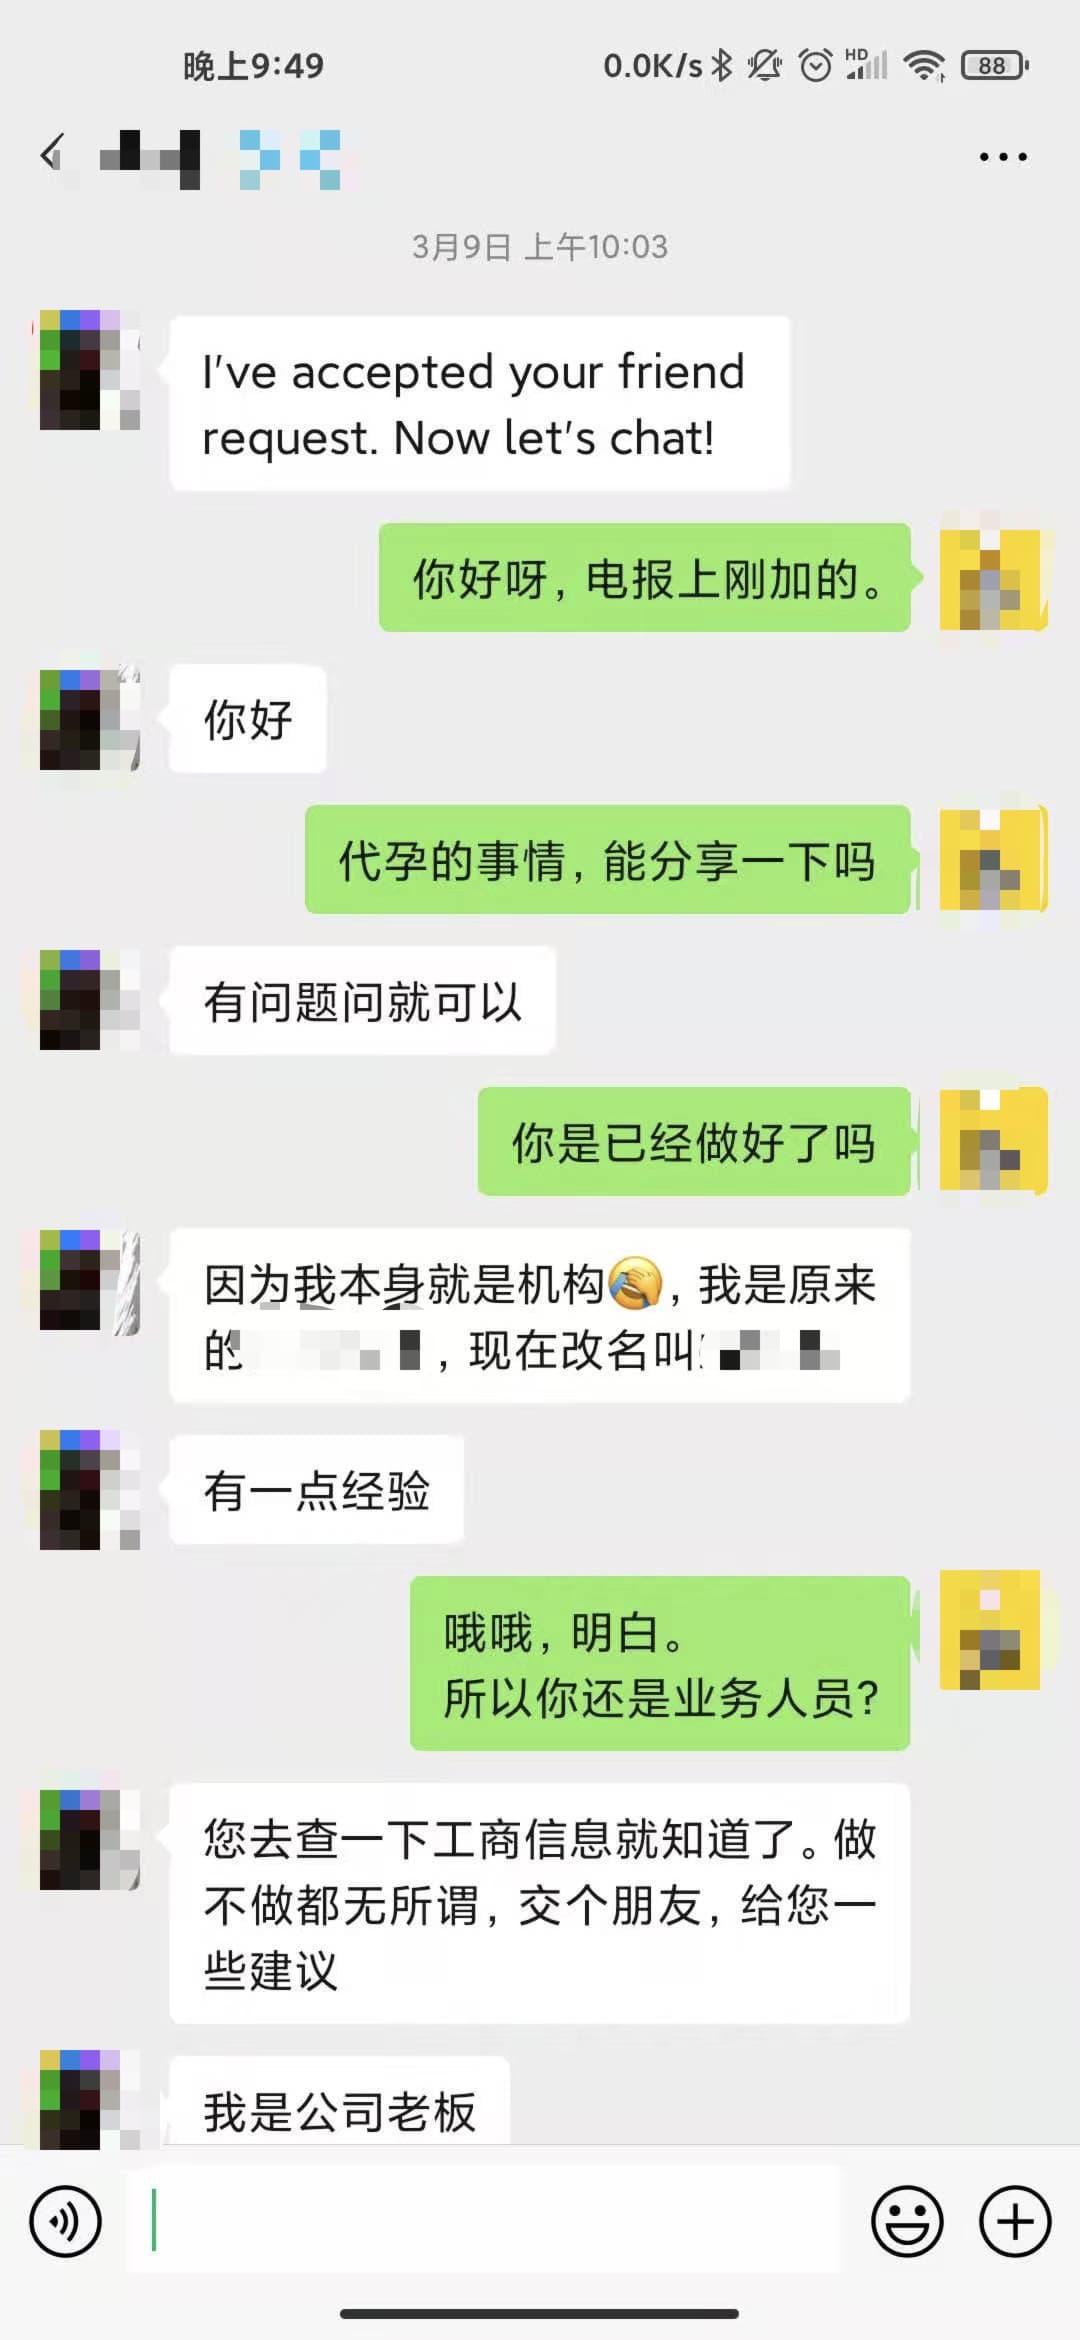 晚上9:49
0.0K/s
HD
88
3月9日 上午10:03
I've accepted your friend
request. Now let's chat!
你好呀，电报上刚加的。
你好
代孕的事情，能分享一下吗
有问题问就可以
你是已经做好了吗
因为我本身就是机构🤦，我是原来
的
，现在改名叫
有一点经验
哦哦，明白。
所以你还是业务人员？
您去查一下工商信息就知道了。做
不做都无所谓，交个朋友，给您一
些建议
我是公司老板